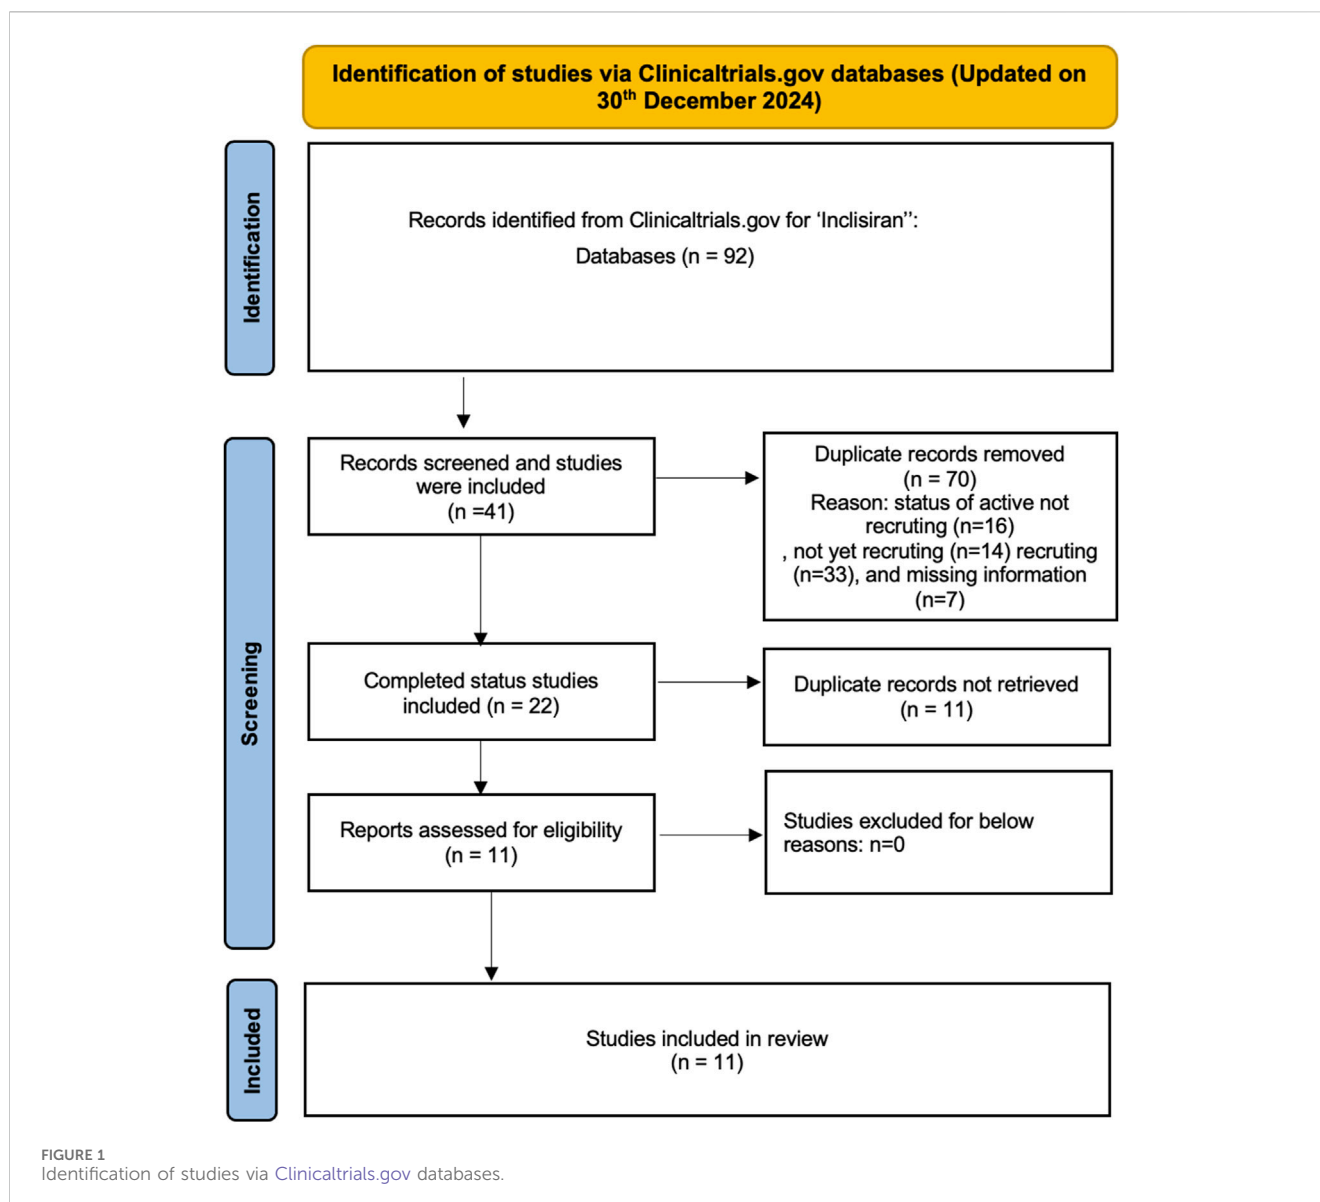 Identification of studies via Clinicaltrials.gov databases (Updated on
30th December 2024)
Identification
Records identified from Clinicaltrials.gov for ‘Inclisiran’’:
Databases (n = 92)
Screening
Records screened and studies
were included
(n =41)
Duplicate records removed
(n = 70)
Reason: status of active not
recruting (n=16)
, not yet recruting (n=14) recruting
(n=33), and missing information
(n=7)
Completed status studies
included (n = 22)
Duplicate records not retrieved
(n = 11)
Reports assessed for eligibility
(n = 11)
Studies excluded for below
reasons: n=0
Included
Studies included in review
(n = 11)
FIGURE 1
Identification of studies via Clinicaltrials.gov databases.